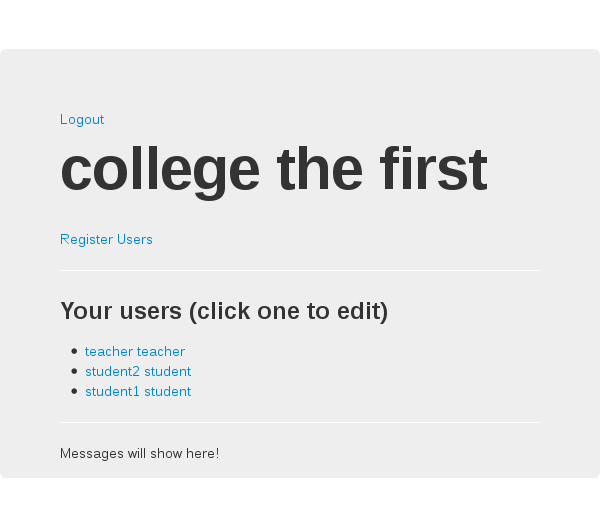 Logout
college the first
Register Users
Your users (click one to edit)
teacher teacher
student2 student
student1 student
Messages will show here!